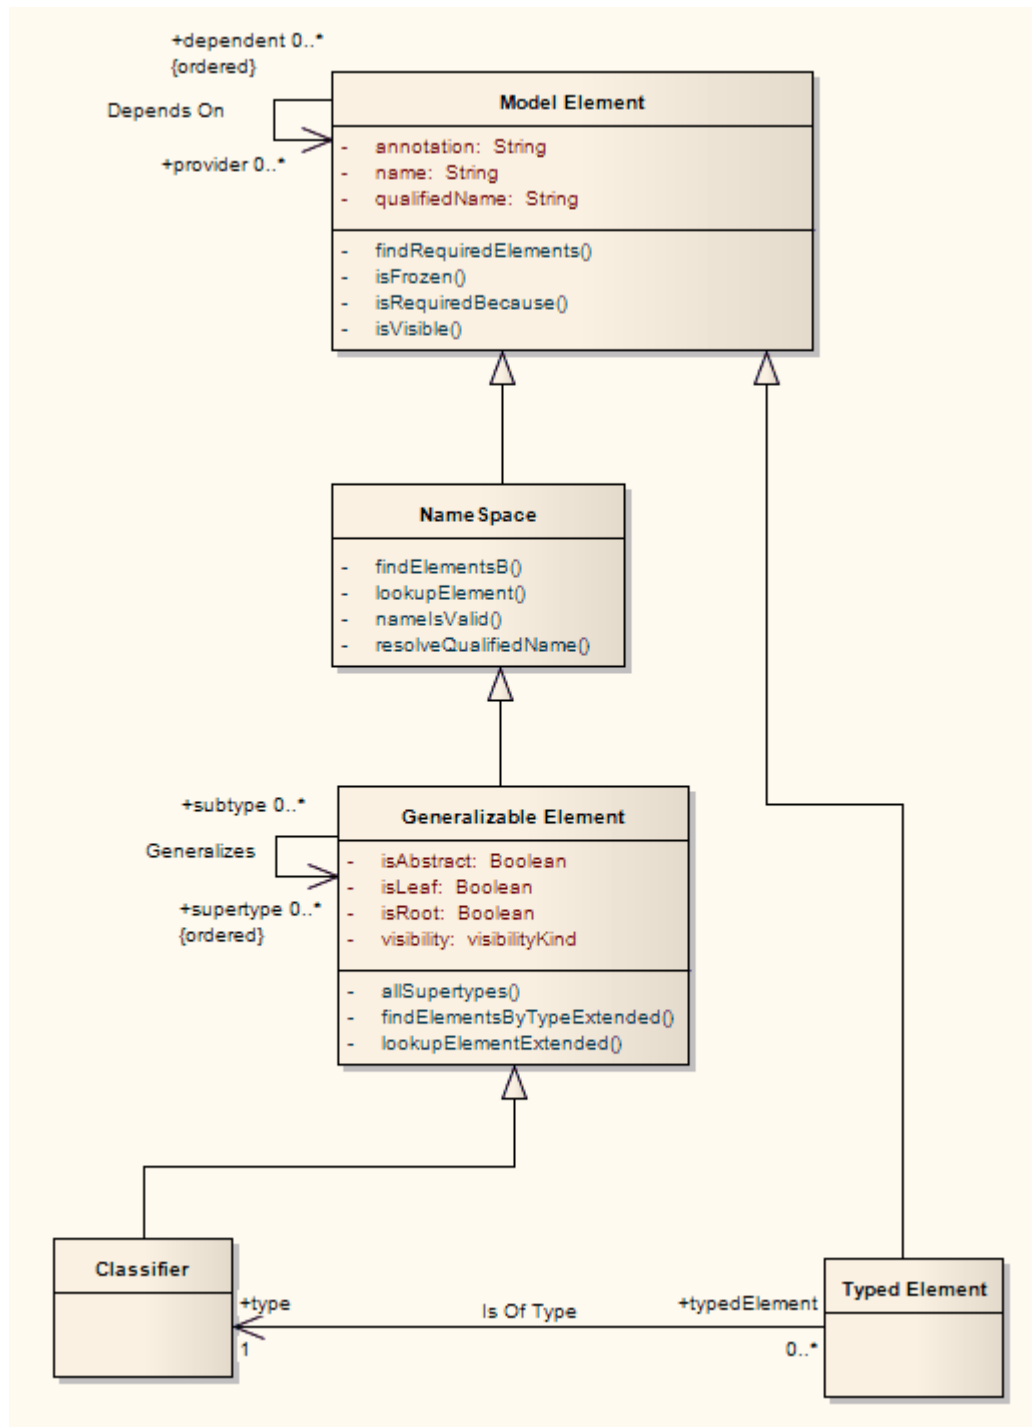 +dependent 0..*
{ordered}
Depends On
+provider 0..*
Model Element
- annotation: String
- name: String
- qualifiedName: String
- findRequiredElements()
- isFrozen()
- isRequiredBecause()
- isVisible()
NameSpace
- findElementsB()
- lookupElement()
- nameIsValid()
- resolveQualifiedName()
+subtype 0..*
Generalizes
+supertype 0..*
{ordered}
Generalizable Element
- isAbstract: Boolean
- isLeaf: Boolean
- isRoot: Boolean
- visibility: visibilityKind
- allSupertypes()
- findElementsByTypeExtended()
- lookupElementExtended()
Classifier
+type
1
Is Of Type
+typedElement
0..*
Typed Element